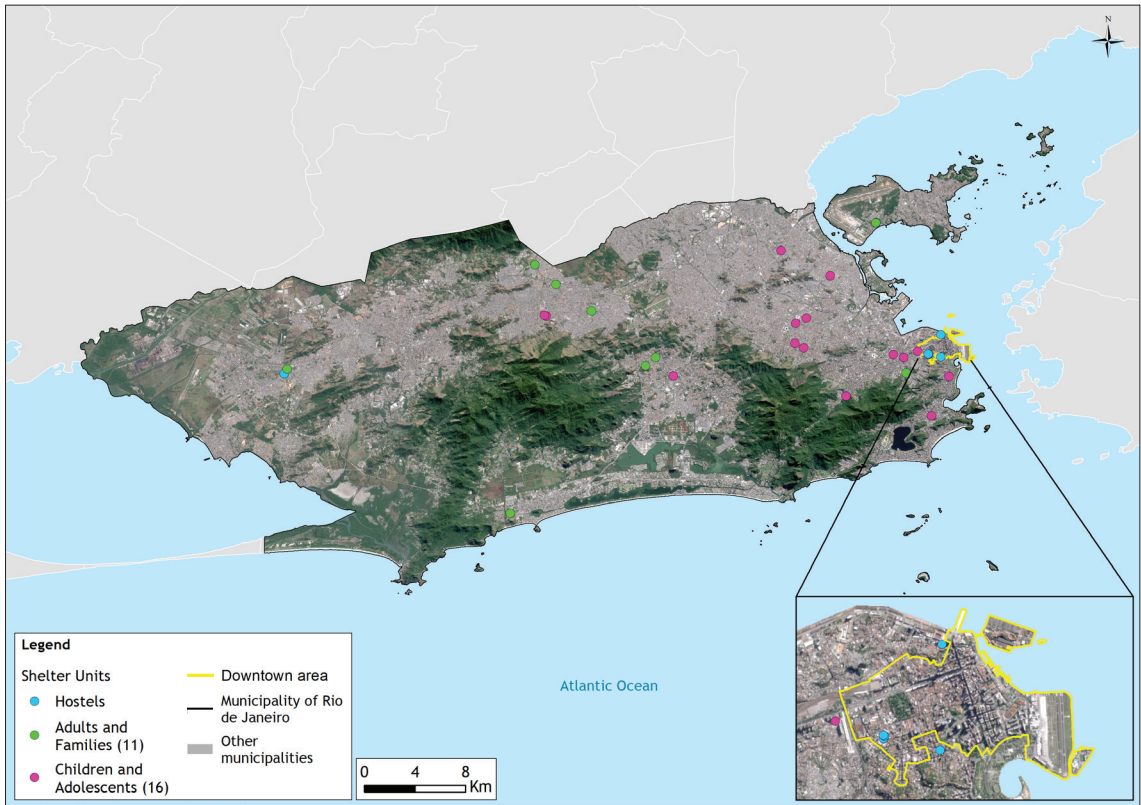 N
Atlantic Ocean
Legend
Shelter Units
Hostels
Adults and
Families (11)
Children and
Adolescents (16)
Downtown area
Municipality of Rio
de Janeiro
Other
municipalities
0 4 8
Km